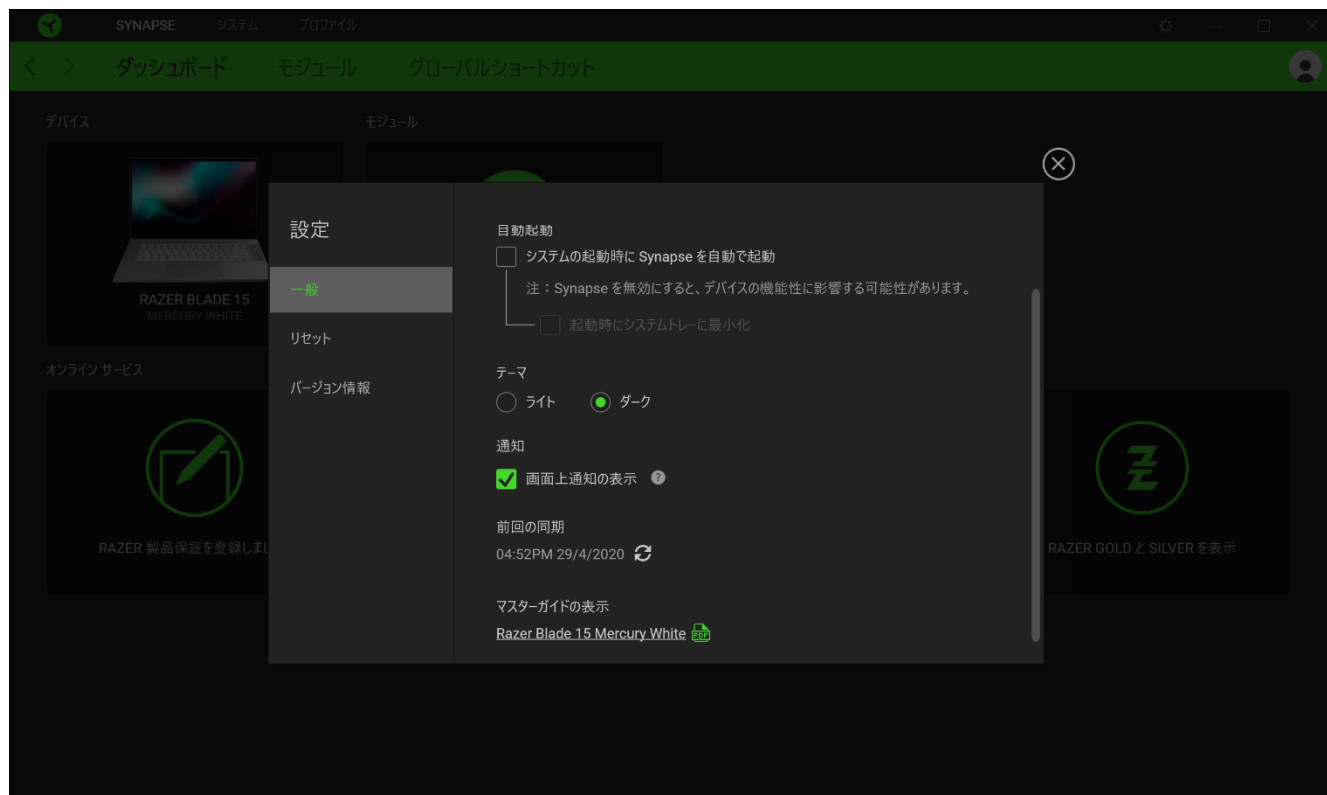 SYNAPSE システム プロファイル
ダッシュボード モジュール グローバルショートカット
デバイス モジュール
RAZER BLADE 15
MERCURY WHITE
オンライン サービス
RAZER 製品保証を登録しまし
RAZER GOLD と SILVER を表示
設定
一般
リセット
バージョン情報
自動起動
システムの起動時に Synapse を自動で起動
注：Synapse を無効にすると、デバイスの機能性に影響する可能性があります。
起動時にシステムトレーに最小化
テーマ
ライト ダーク
通知
画面上通知の表示 ?
前回の同期
04:52PM 29/4/2020
マスターガイドの表示
Razer Blade 15 Mercury White PDF